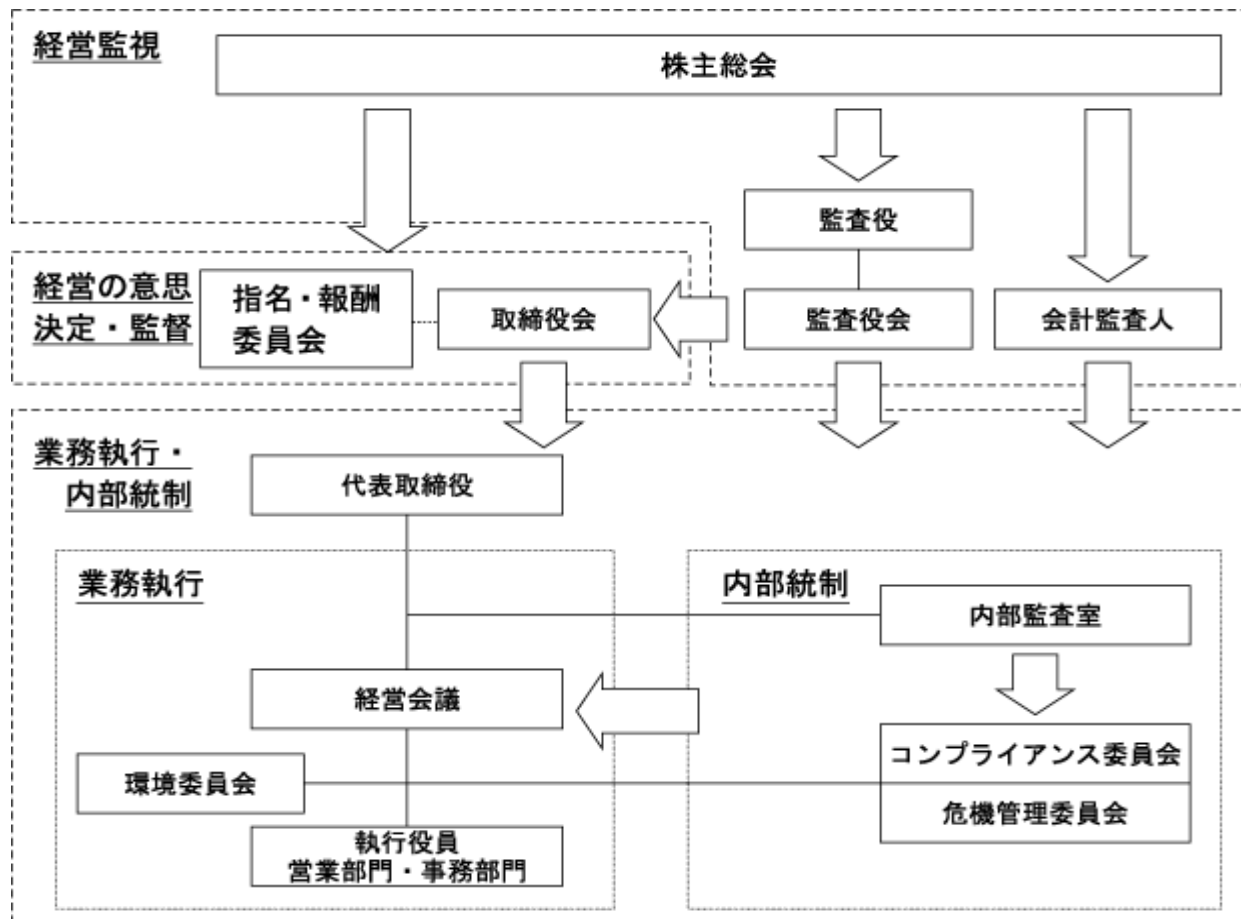 経営監視
株主総会
監査役
経営の意思
決定・監督
指名・報酬
委員会
取締役会
監査役会
会計監査人
業務執行・
内部統制
代表取締役
業務執行
内部統制
内部監査室
経営会議
コンプライアンス委員会
環境委員会
危機管理委員会
執行役員
営業部門・事務部門